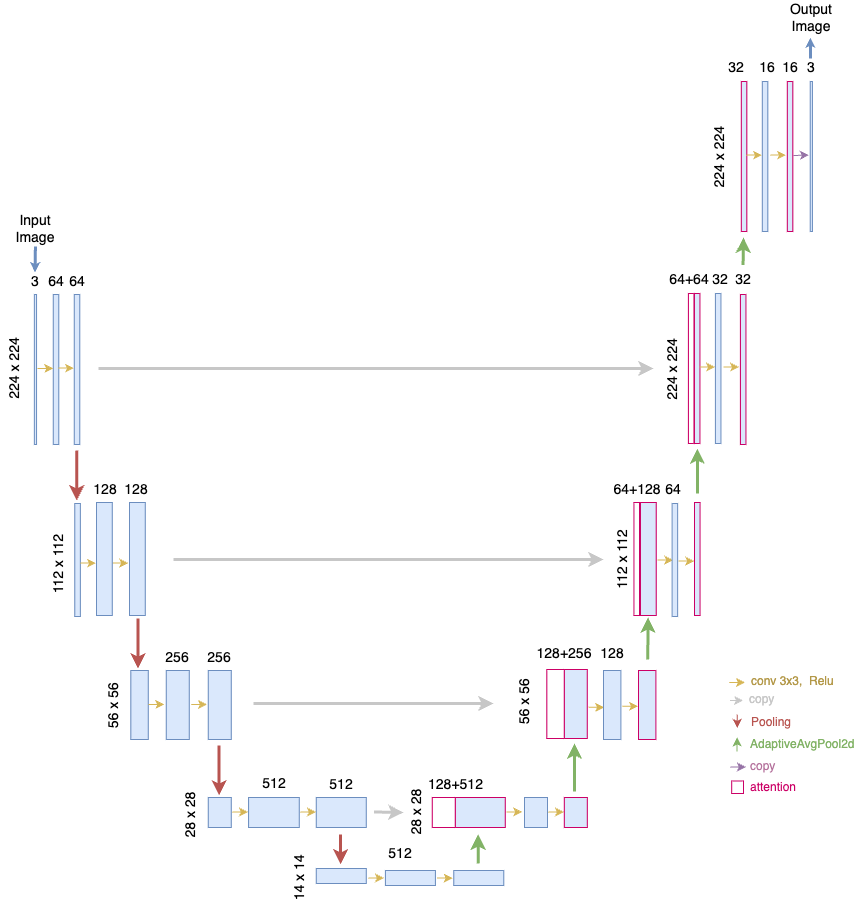 Output
Image
32 16 16 3
224 x 224
Input
Image
3 64 64
224 x 224
64+64 32 32
224 x 224
128 128
112 x 112
64+128 64
112 x 112
256 256
56 x 56
128+256 128
56 x 56
512 512
28 x 28
128+512
28 x 28
512
14 x 14
conv 3x3, Relu
copy
Pooling
AdaptiveAvgPool2d
copy
attention